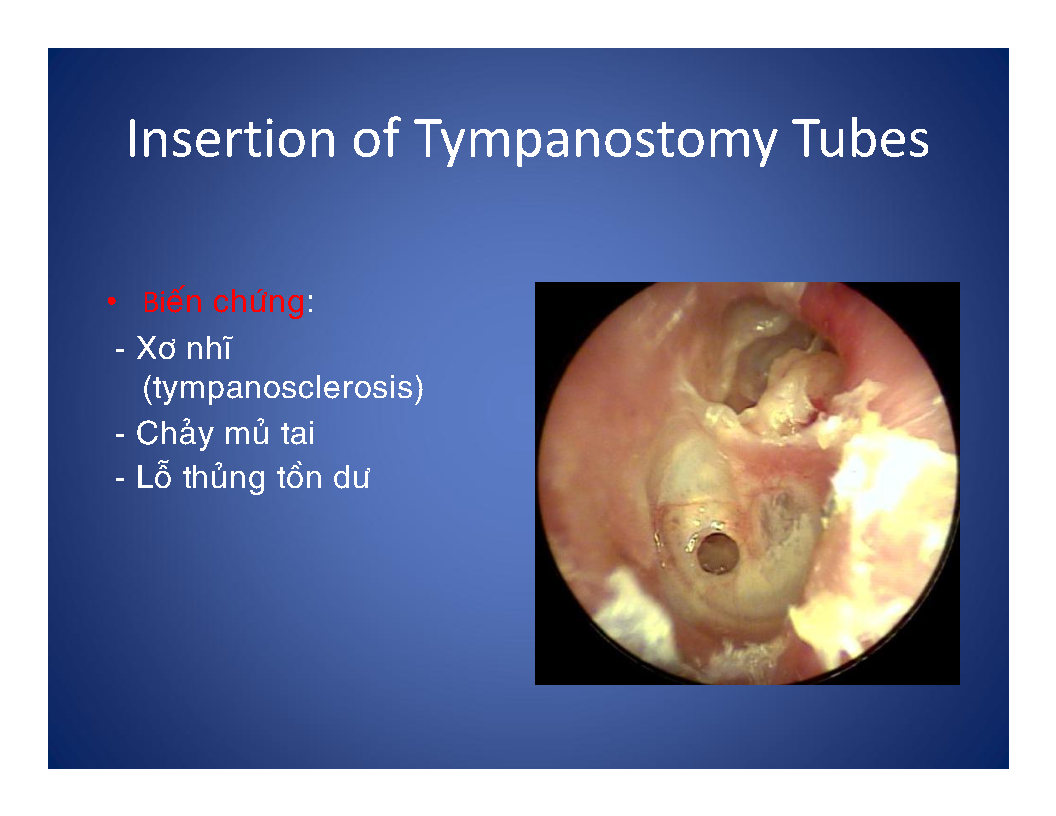 Insertion of Tympanostomy Tubes
• Biến chứng:
- Xơ nhĩ
(tympanosclerosis)
- Chảy mủ tai
- Lỗ thủng tồn dư